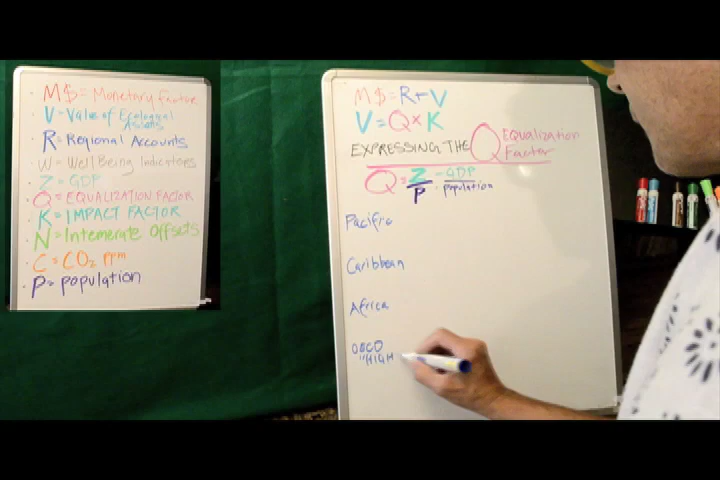 M$ = Monetary factor
V = Value of Ecological
Assets
R = Regional Accounts
W = Well Being Indicators
Z = GDP
Q = EQUALIZATION FACTOR
K = IMPACT FACTOR
N = Intemerate Offsets
C = CO2 ppm
P = population
M$ = R + V
V = Q × K
EXPRESSING THE Q EQUALIZATION
Factor
Q = Z/P = GDP/population
Pacific
Caribbean
Africa
OECD
"HIGH